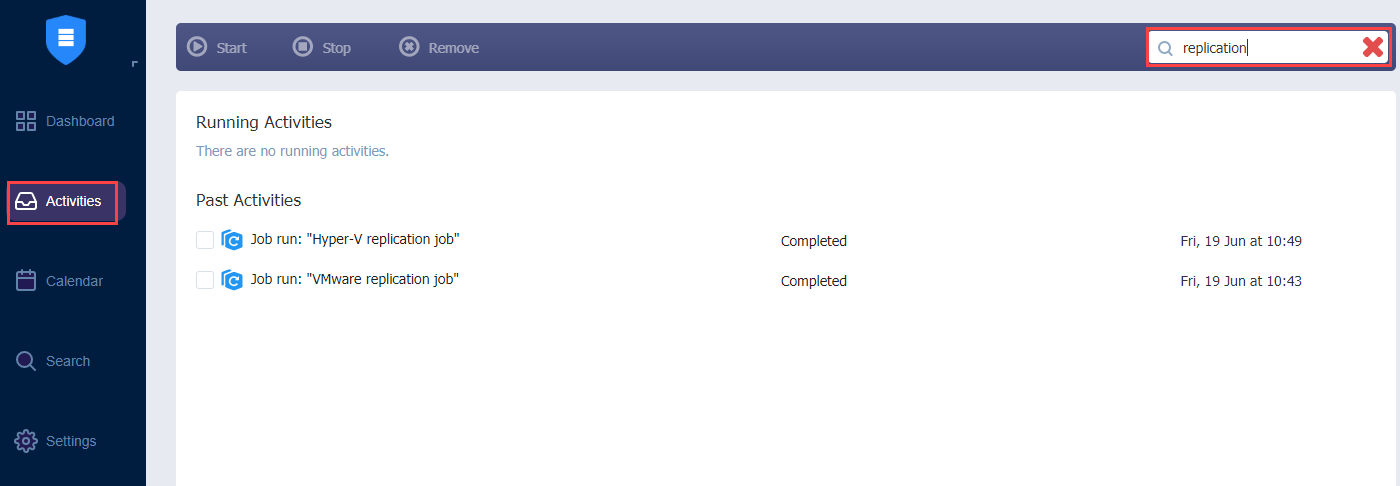 Start Stop Remove replication
Dashboard
Activities
Calendar
Search
Settings
Running Activities
There are no running activities.
Past Activities
Job run: "Hyper-V replication job" Completed Fri, 19 Jun at 10:49
Job run: "VMware replication job" Completed Fri, 19 Jun at 10:43